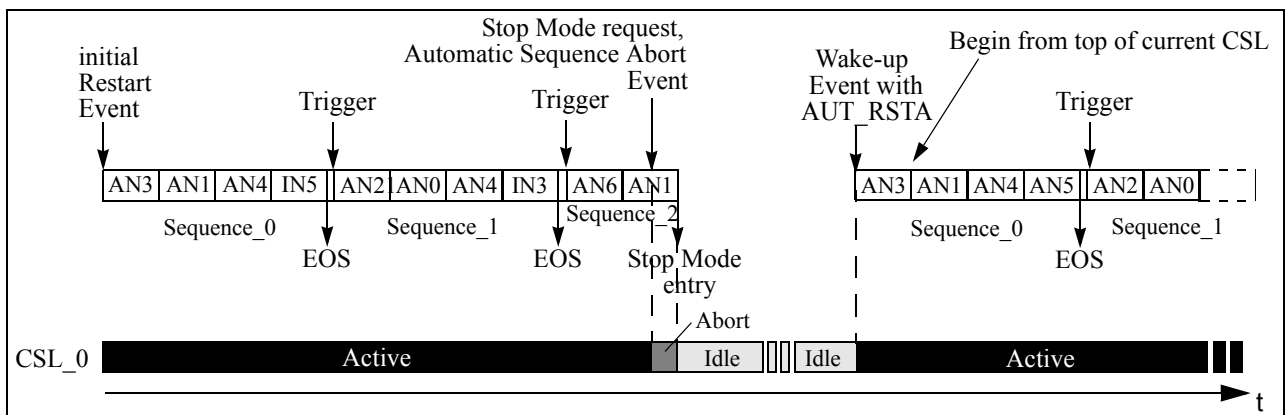 initial
Restart
Event
Trigger
Stop Mode request,
Automatic Sequence Abort
Event
Trigger
Wake-up
Event with
AUT_RSTA
Begin from top of current CSL
Trigger
AN3 AN1 AN4 IN5 AN21AN0 AN4 IN3 AN6 AN1
AN3 AN1 AN4 AN5 AN2 AN0
Sequence_0 Sequence_1 Sequence_2
Sequence_0 Sequence_1
EOS EOS Stop Mode
entry
EOS
Abort
CSL_0 Active Idle Idle Active
t